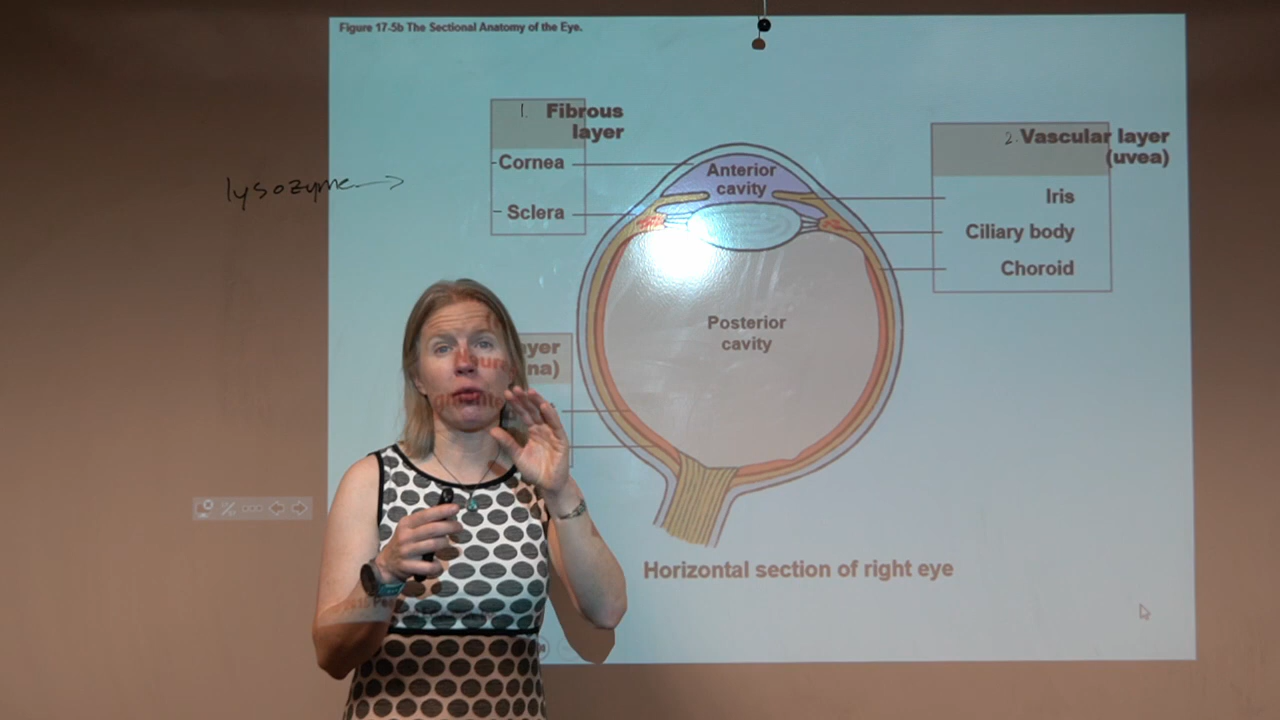 Figure 17-5b The Sectional Anatomy of the Eye.
1. Fibrous
layer
- Cornea
- Sclera
lysozyme →
2. Vascular layer
(uvea)
Iris
Ciliary body
Choroid
Anterior
cavity
Posterior
cavity
Horizontal section of right eye